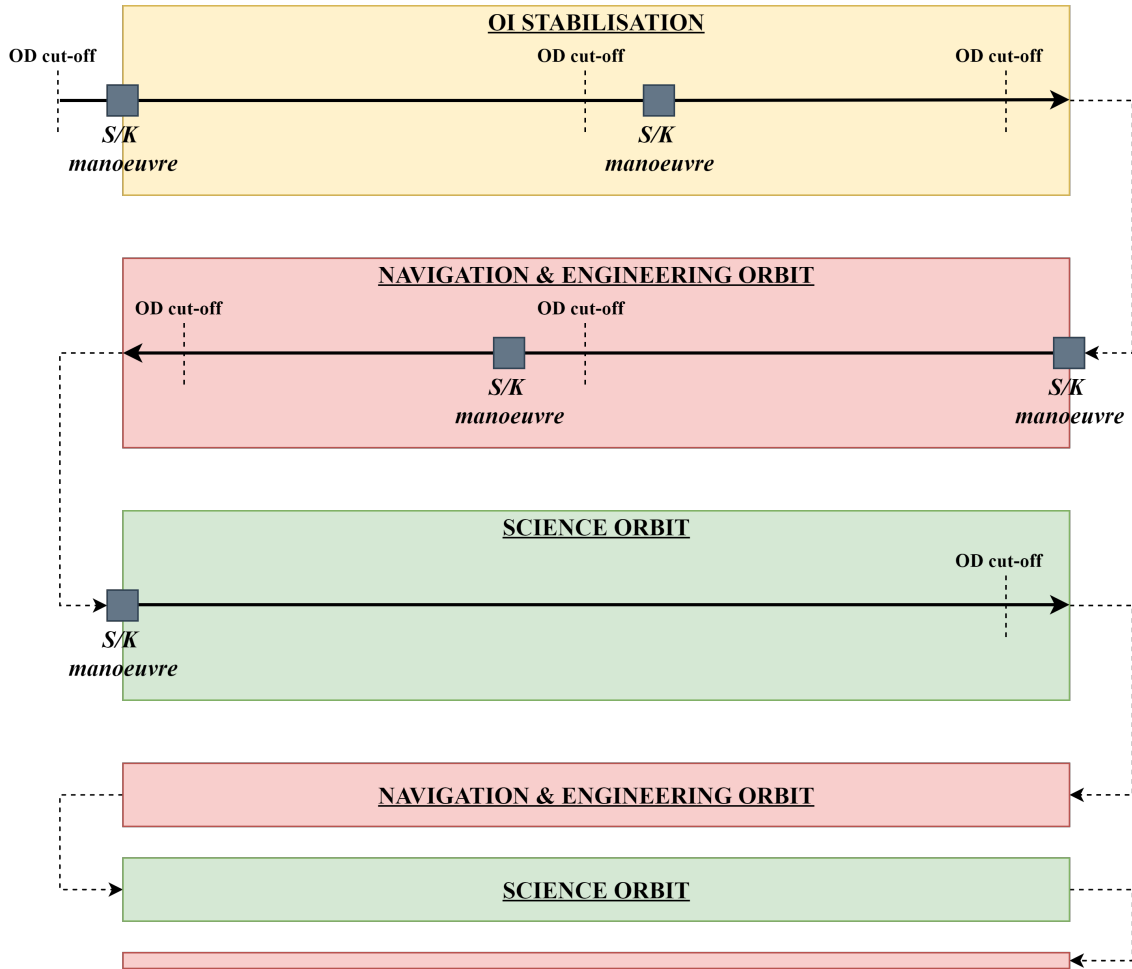 OI STABILISATION
OD cut-off
OD cut-off
OD cut-off
S/K
manoeuvre
S/K
manoeuvre
NAVIGATION & ENGINEERING ORBIT
OD cut-off
OD cut-off
S/K
manoeuvre
S/K
manoeuvre
SCIENCE ORBIT
OD cut-off
S/K
manoeuvre
NAVIGATION & ENGINEERING ORBIT
SCIENCE ORBIT